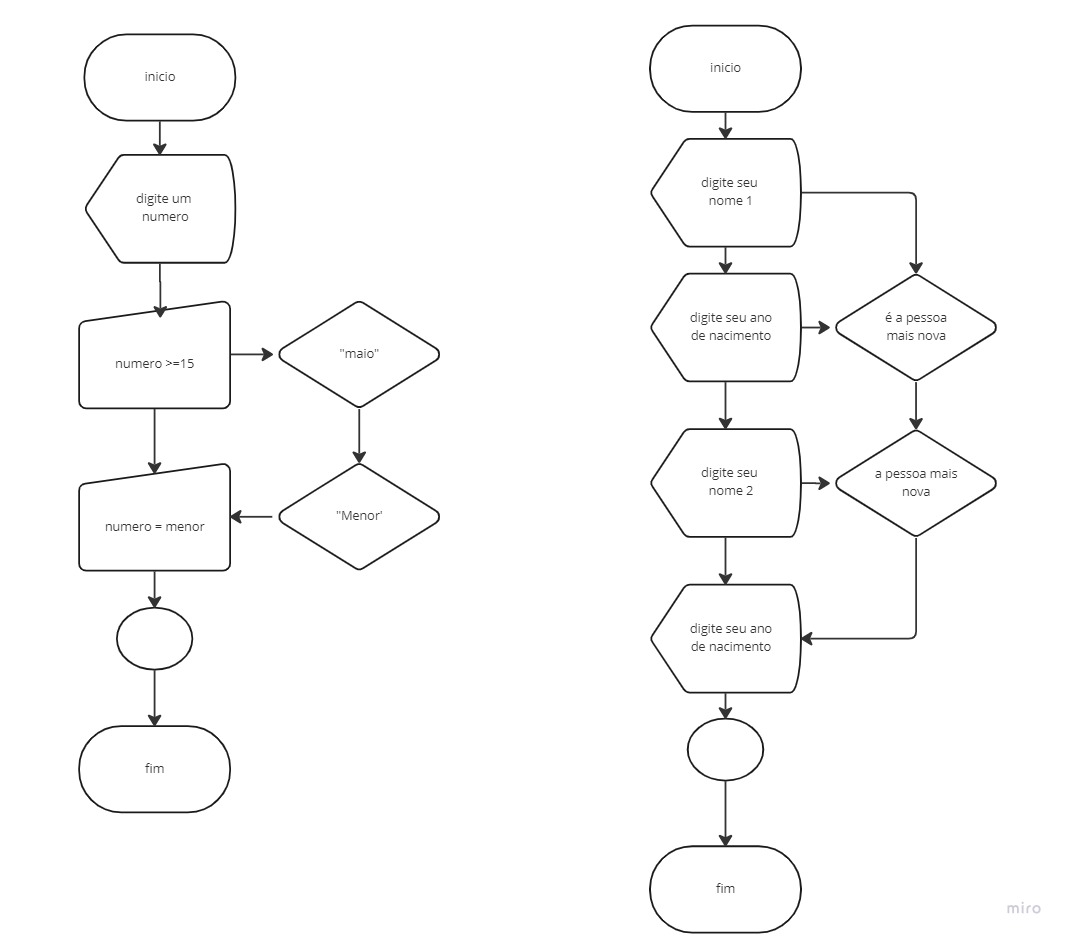 inicio
digite um
numero
numero >=15
"maio"
numero = menor
"Menor'
fim
inicio
digite seu
nome 1
digite seu ano
de nacimento
é a pessoa
mais nova
digite seu
nome 2
a pessoa mais
nova
digite seu ano
de nacimento
fim
miro